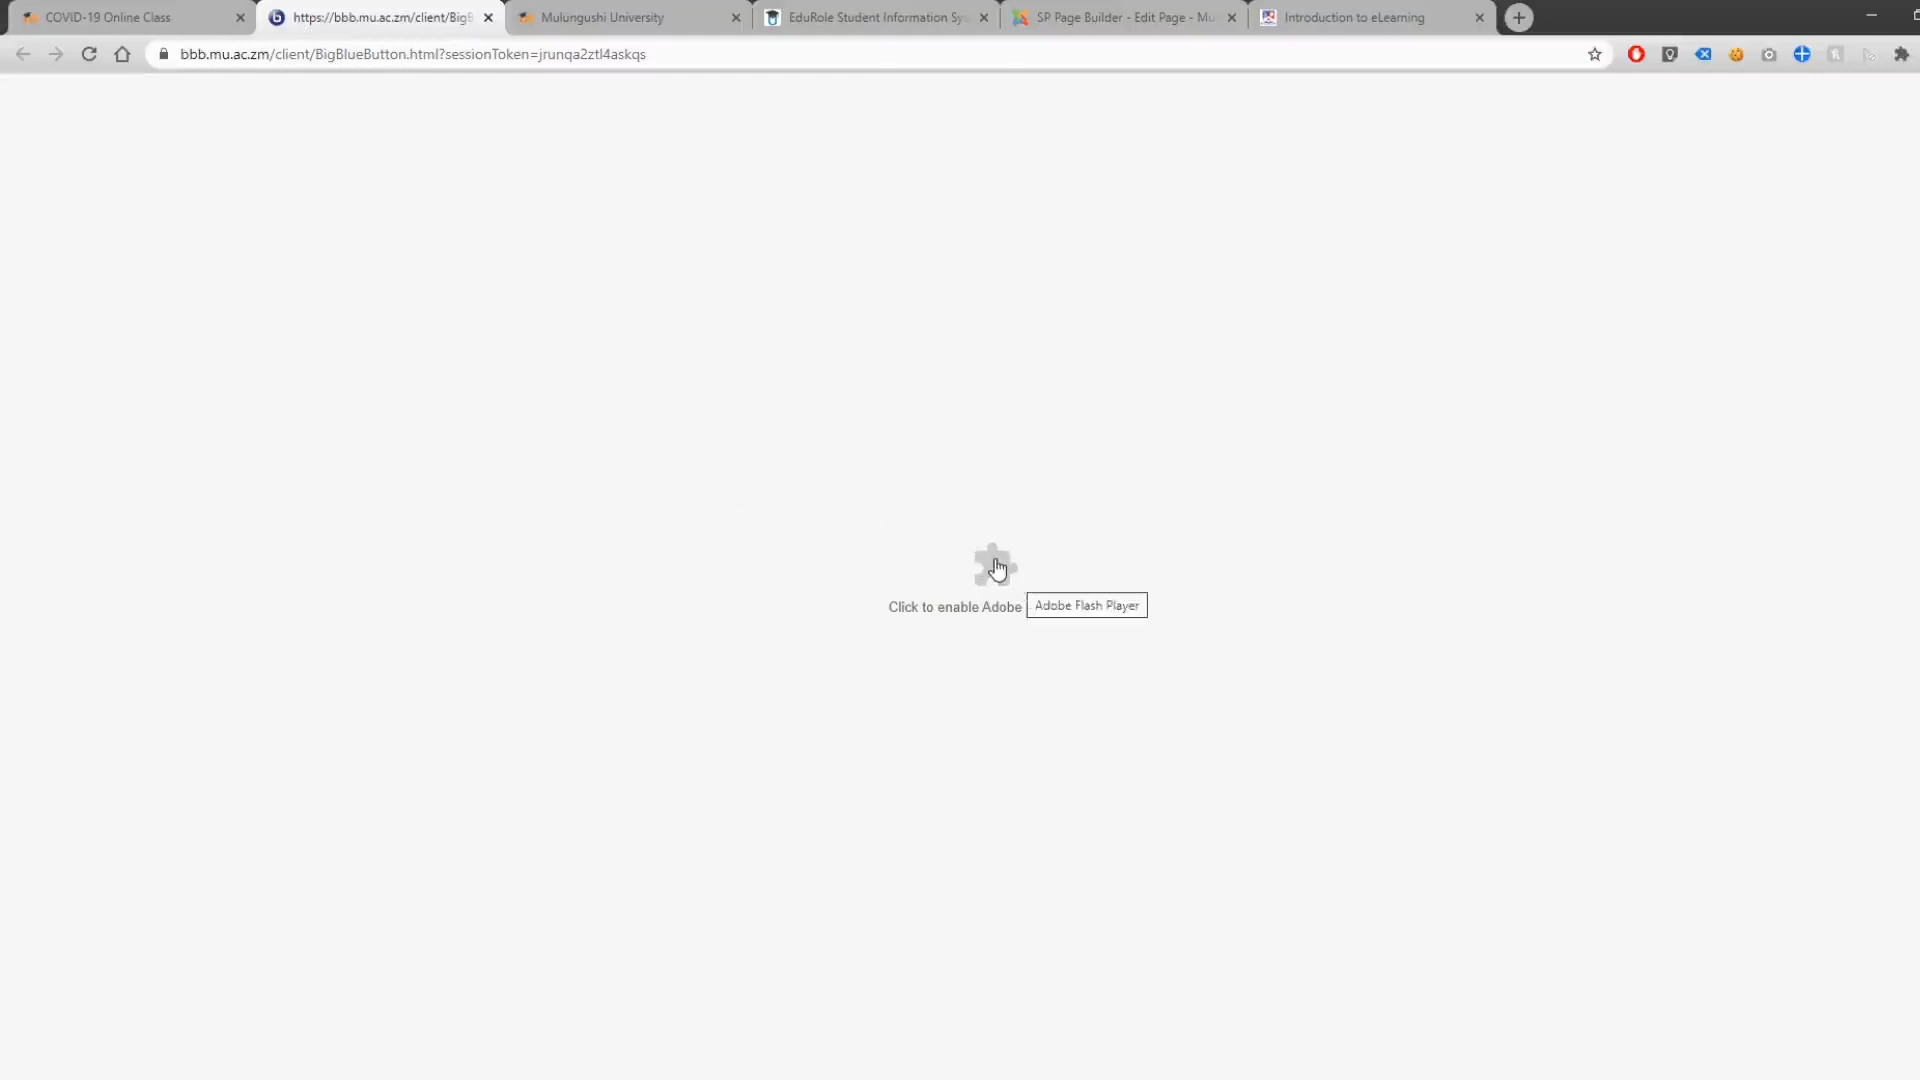 COVID-19 Online Class
https://bbb.mu.ac.zm/client/BigB
Mulungushi University
EduRole Student Information Sys
SP Page Builder - Edit Page - Mu
Introduction to eLearning
bbb.mu.ac.zm/client/BigBlueButton.html?sessionToken=jrunqa2ztl4askqs
Click to enable Adobe
Adobe Flash Player